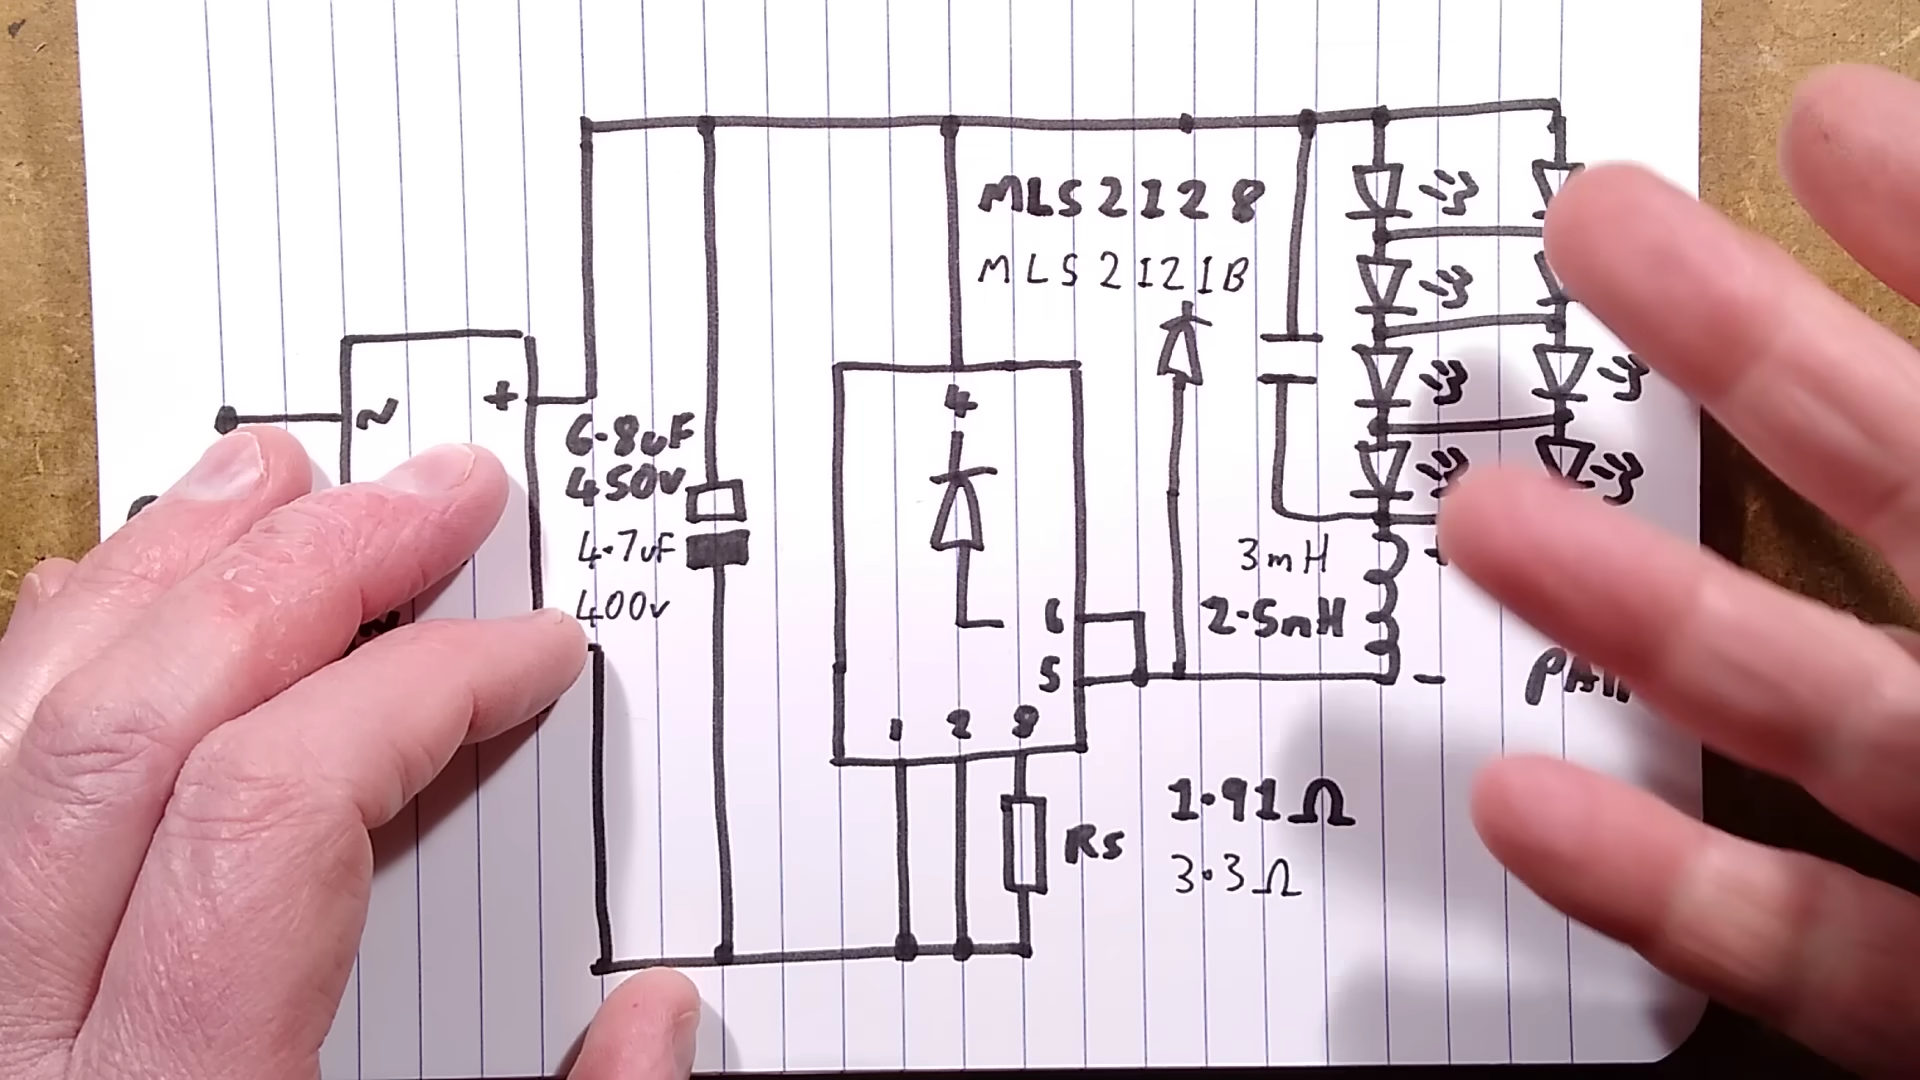 MLS2128
MLS2121B
~
+
4
6.8uF
450v
4.7uF
400v
6
5
1 2 8
3mH
2.5mH
-
Rs
1.91Ω
3.3Ω